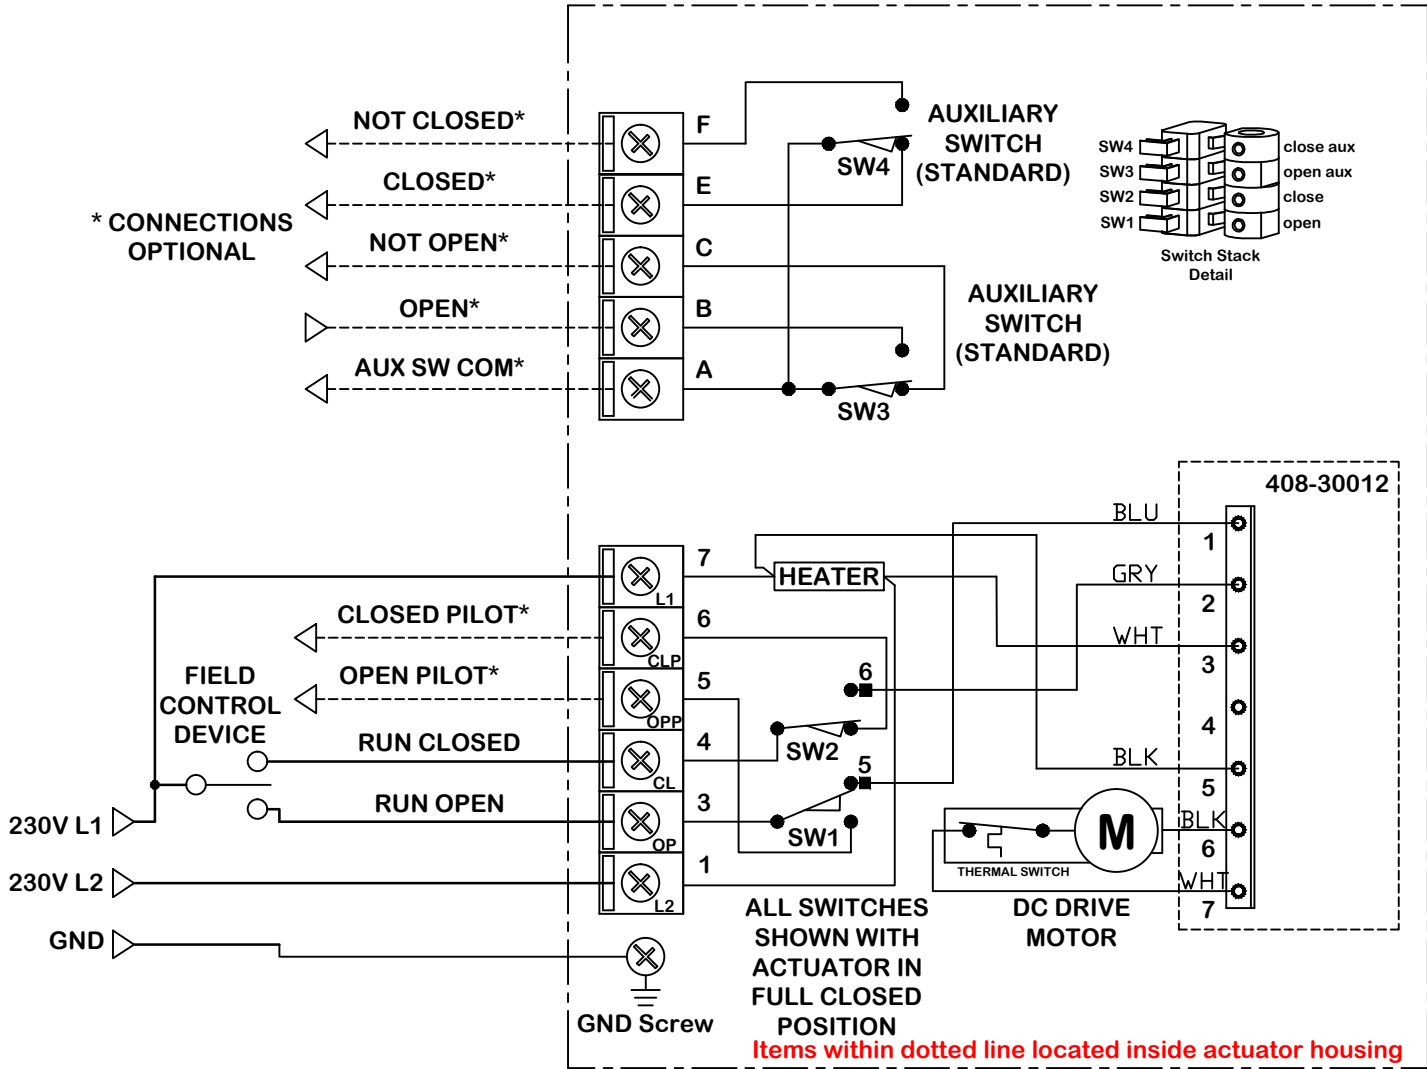 NOT CLOSED*
CLOSED*
NOT OPEN*
OPEN*
AUX SW COM*
* CONNECTIONS
OPTIONAL
F
E
C
B
A
SW4
AUXILIARY
SWITCH
(STANDARD)
AUXILIARY
SWITCH
(STANDARD)
SW3
SW4
SW3
SW2
SW1
close aux
open aux
close
open
Switch Stack
Detail
408-30012
BLU
1
GRY
2
WHT
3
4
BLK
5
BLK
6
WHT
7
7
L1
HEATER
CLOSED PILOT*
6
CLP
OPEN PILOT*
5
OPP
FIELD
CONTROL
DEVICE
RUN CLOSED
4
CL
RUN OPEN
3
OP
1
L2
6
SW2
5
SW1
230V L1
230V L2
GND
GND Screw
M
THERMAL SWITCH
DC DRIVE
MOTOR
ALL SWITCHES
SHOWN WITH
ACTUATOR IN
FULL CLOSED
POSITION
Items within dotted line located inside actuator housing